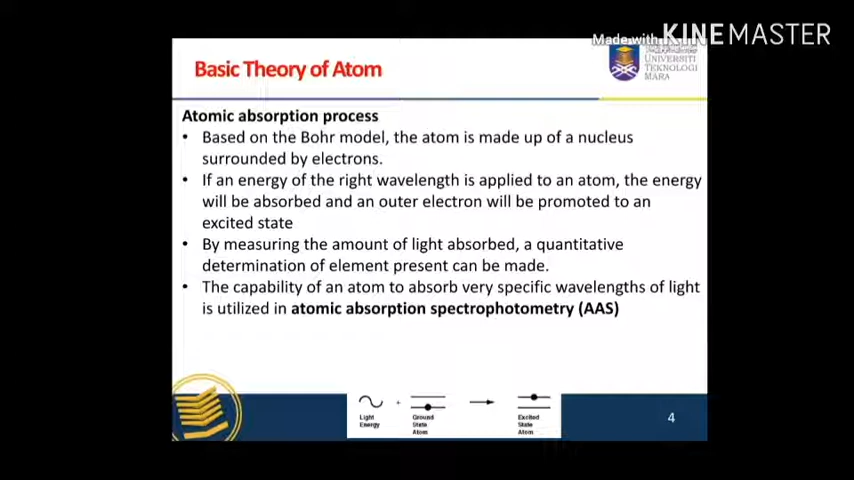 Made with KINEMASTER
Basic Theory of Atom
UNIVERSITI
TEKNOLOGI
MARA
Atomic absorption process
• Based on the Bohr model, the atom is made up of a nucleus
surrounded by electrons.
• If an energy of the right wavelength is applied to an atom, the energy
will be absorbed and an outer electron will be promoted to an
excited state
• By measuring the amount of light absorbed, a quantitative
determination of element present can be made.
• The capability of an atom to absorb very specific wavelengths of light
is utilized in atomic absorption spectrophotometry (AAS)
+
Light
Energy
Ground
State
Atom
Excited
State
Atom
4